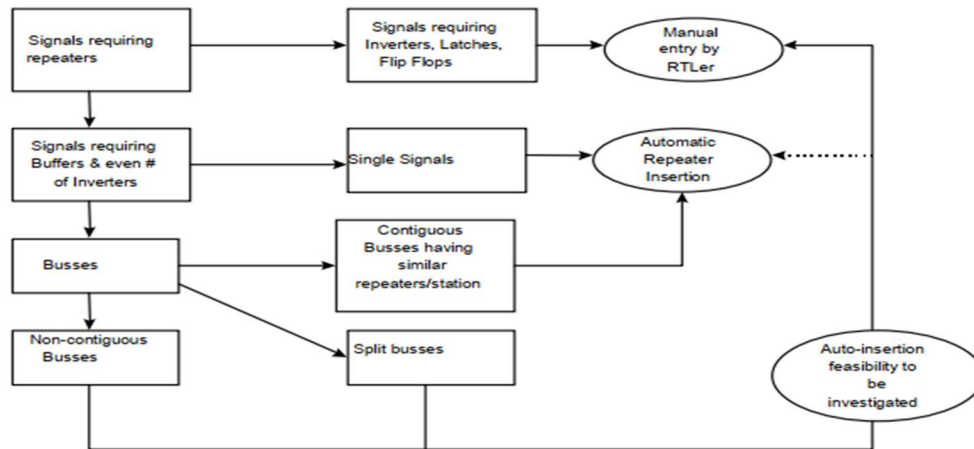 Signals requiring
repeaters
Signals requiring
Inverters, Latches,
Flip Flops
Manual
entry by
RTLer
Signals requiring
Buffers & even #
of Inverters
Single Signals
Automatic
Repeater
Insertion
Busses
Contiguous
Busses having
similar
repeaters/station
Non-contiguous
Busses
Split busses
Auto-insertion
feasibility to
be
investigated